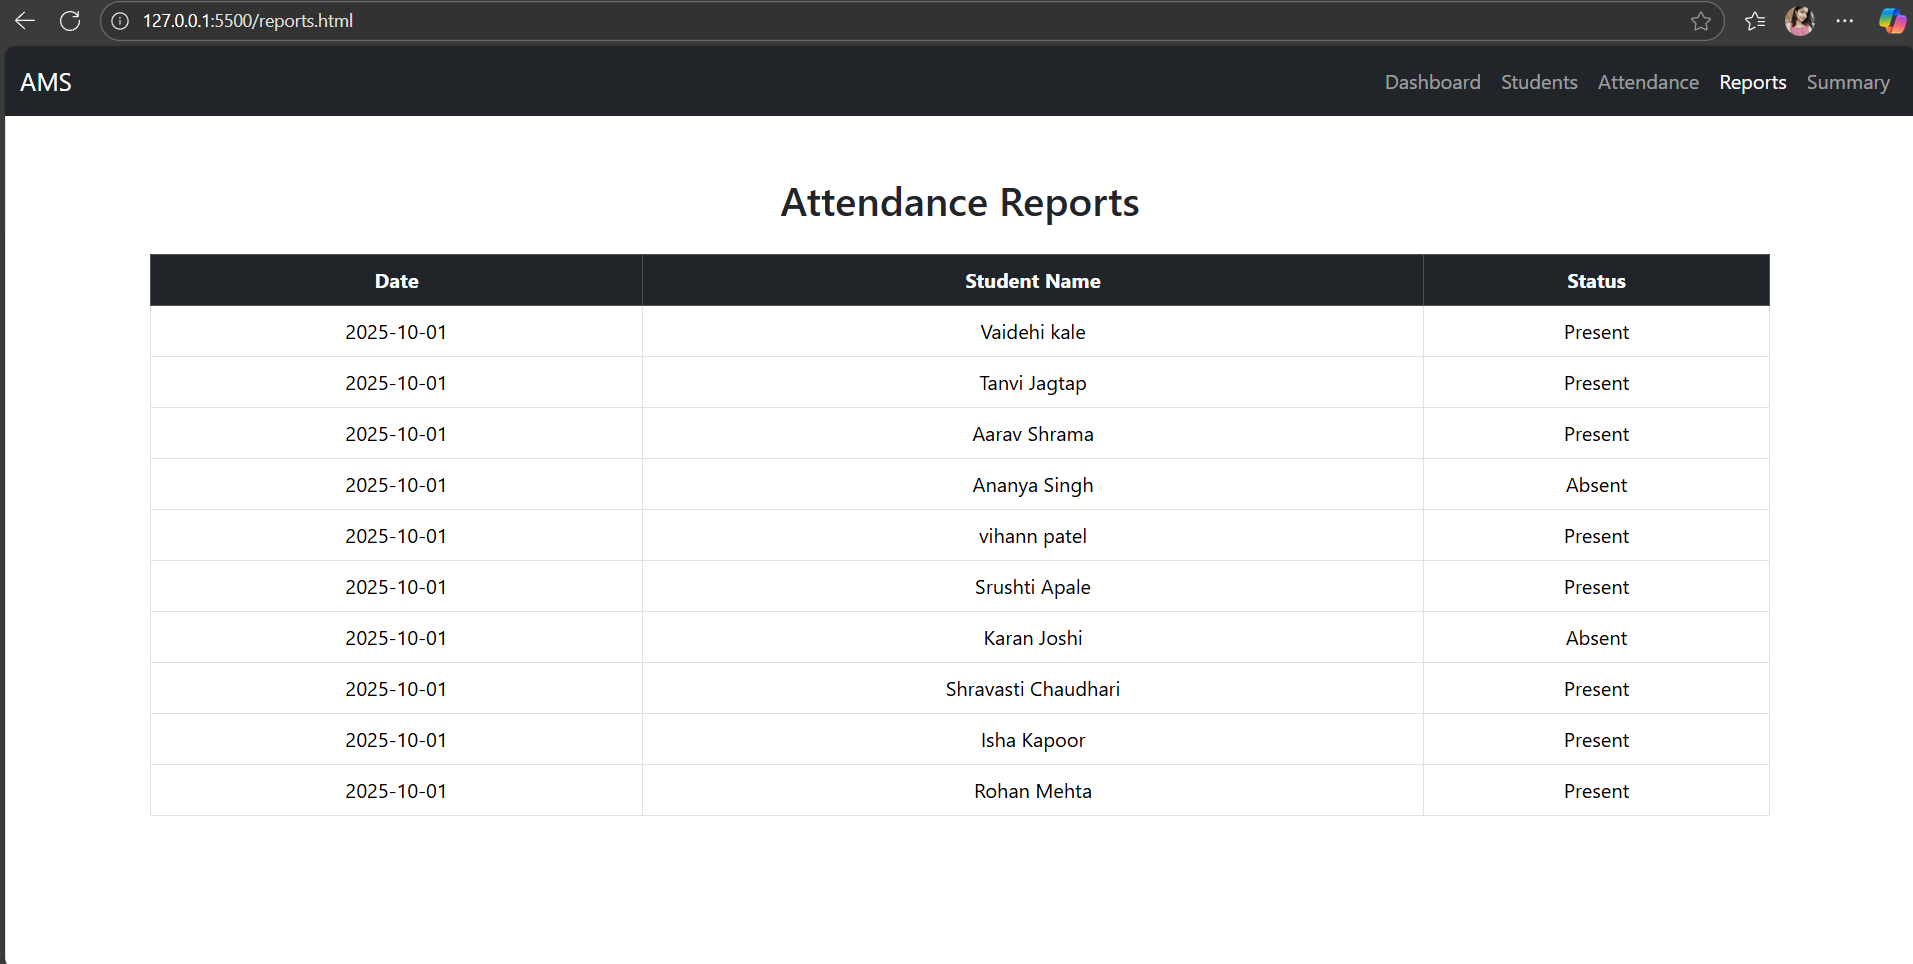 127.0.0.1:5500/reports.html
AMS Dashboard Students Attendance Reports Summary
Attendance Reports
Date Student Name Status
2025-10-01 Vaidehi kale Present
2025-10-01 Tanvi Jagtap Present
2025-10-01 Aarav Shrama Present
2025-10-01 Ananya Singh Absent
2025-10-01 vihann patel Present
2025-10-01 Srushti Apale Present
2025-10-01 Karan Joshi Absent
2025-10-01 Shravasti Chaudhari Present
2025-10-01 Isha Kapoor Present
2025-10-01 Rohan Mehta Present